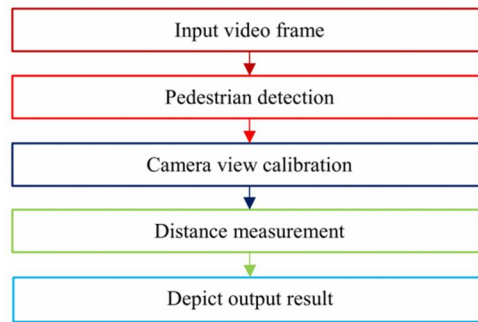 Input video frame
Pedestrian detection
Camera view calibration
Distance measurement
Depict output result